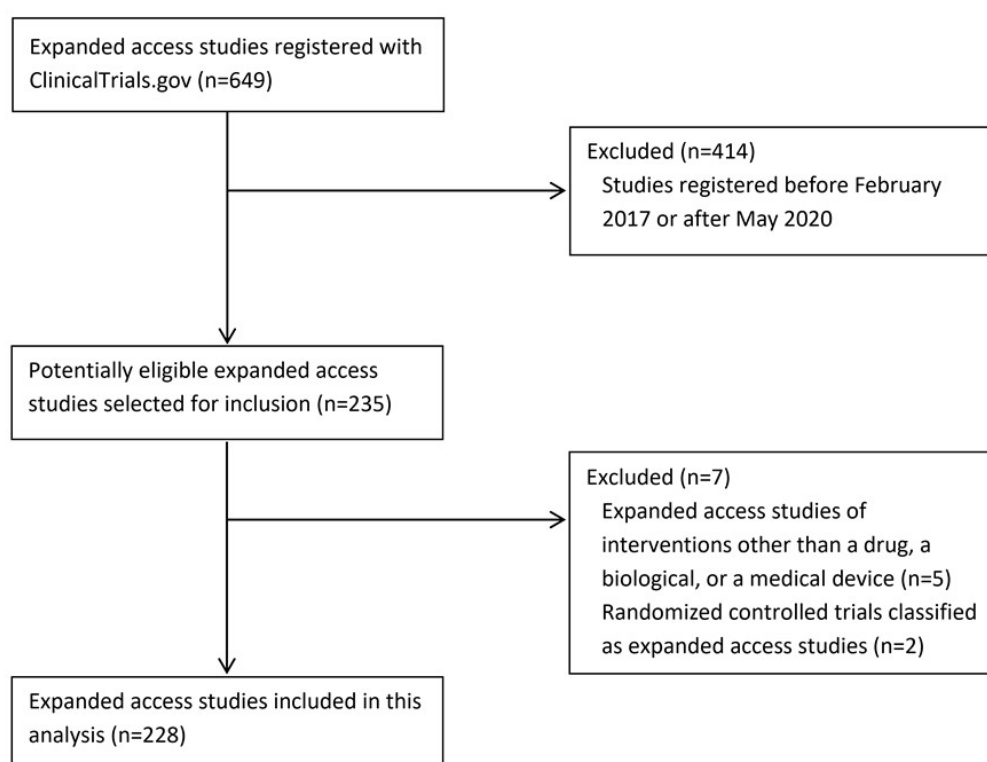 Expanded access studies registered with
ClinicalTrials.gov (n=649)
Excluded (n=414)
Studies registered before February
2017 or after May 2020
Potentially eligible expanded access
studies selected for inclusion (n=235)
Excluded (n=7)
Expanded access studies of
interventions other than a drug, a
biological, or a medical device (n=5)
Randomized controlled trials classified
as expanded access studies (n=2)
Expanded access studies included in this
analysis (n=228)